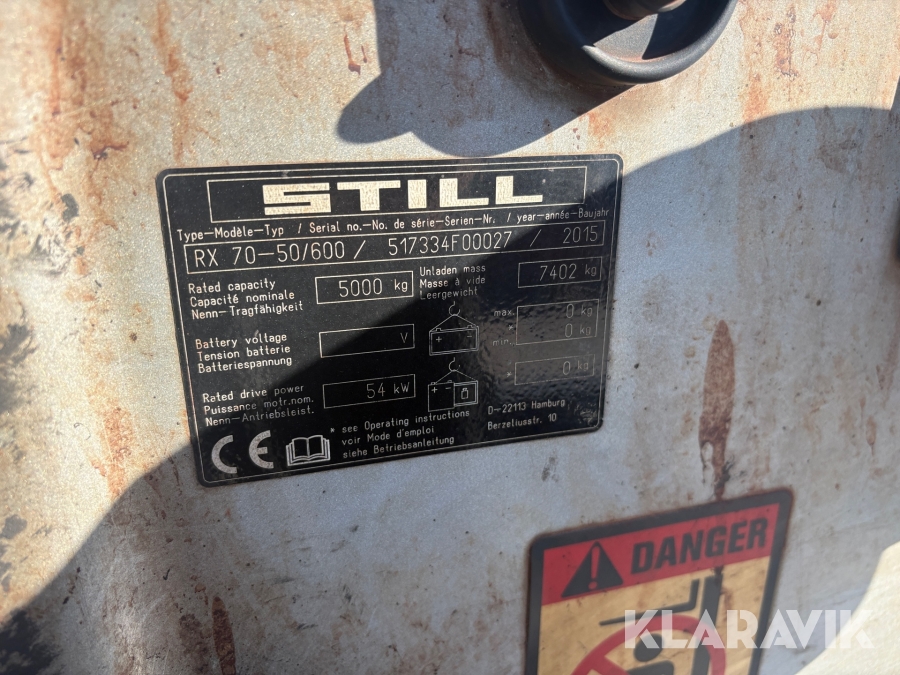 STILL
Type-Modèle-Typ / Serial no.-No. de série-Serien-Nr. / year-année-Baujahr
RX 70-50/600 / 517334F00027 / 2015
Rated capacity
Capacité nominale
Nenn-Tragfähigkeit
5000 kg
Unladen mass
Masse à vide
Leergewicht
7402 kg
Battery voltage
Tension batterie
Batteriespannung
V
max. 0 kg
*
min. 0 kg
Rated drive power
Puissance motr.nom.
Nenn-Antriebsleist.
54 kW
* 0 kg
CE
* see Operating instructions
voir Mode d'emploi
siehe Betriebsanleitung
D-22113 Hamburg
Berzeliusstr. 10
DANGER
KLARAVIK